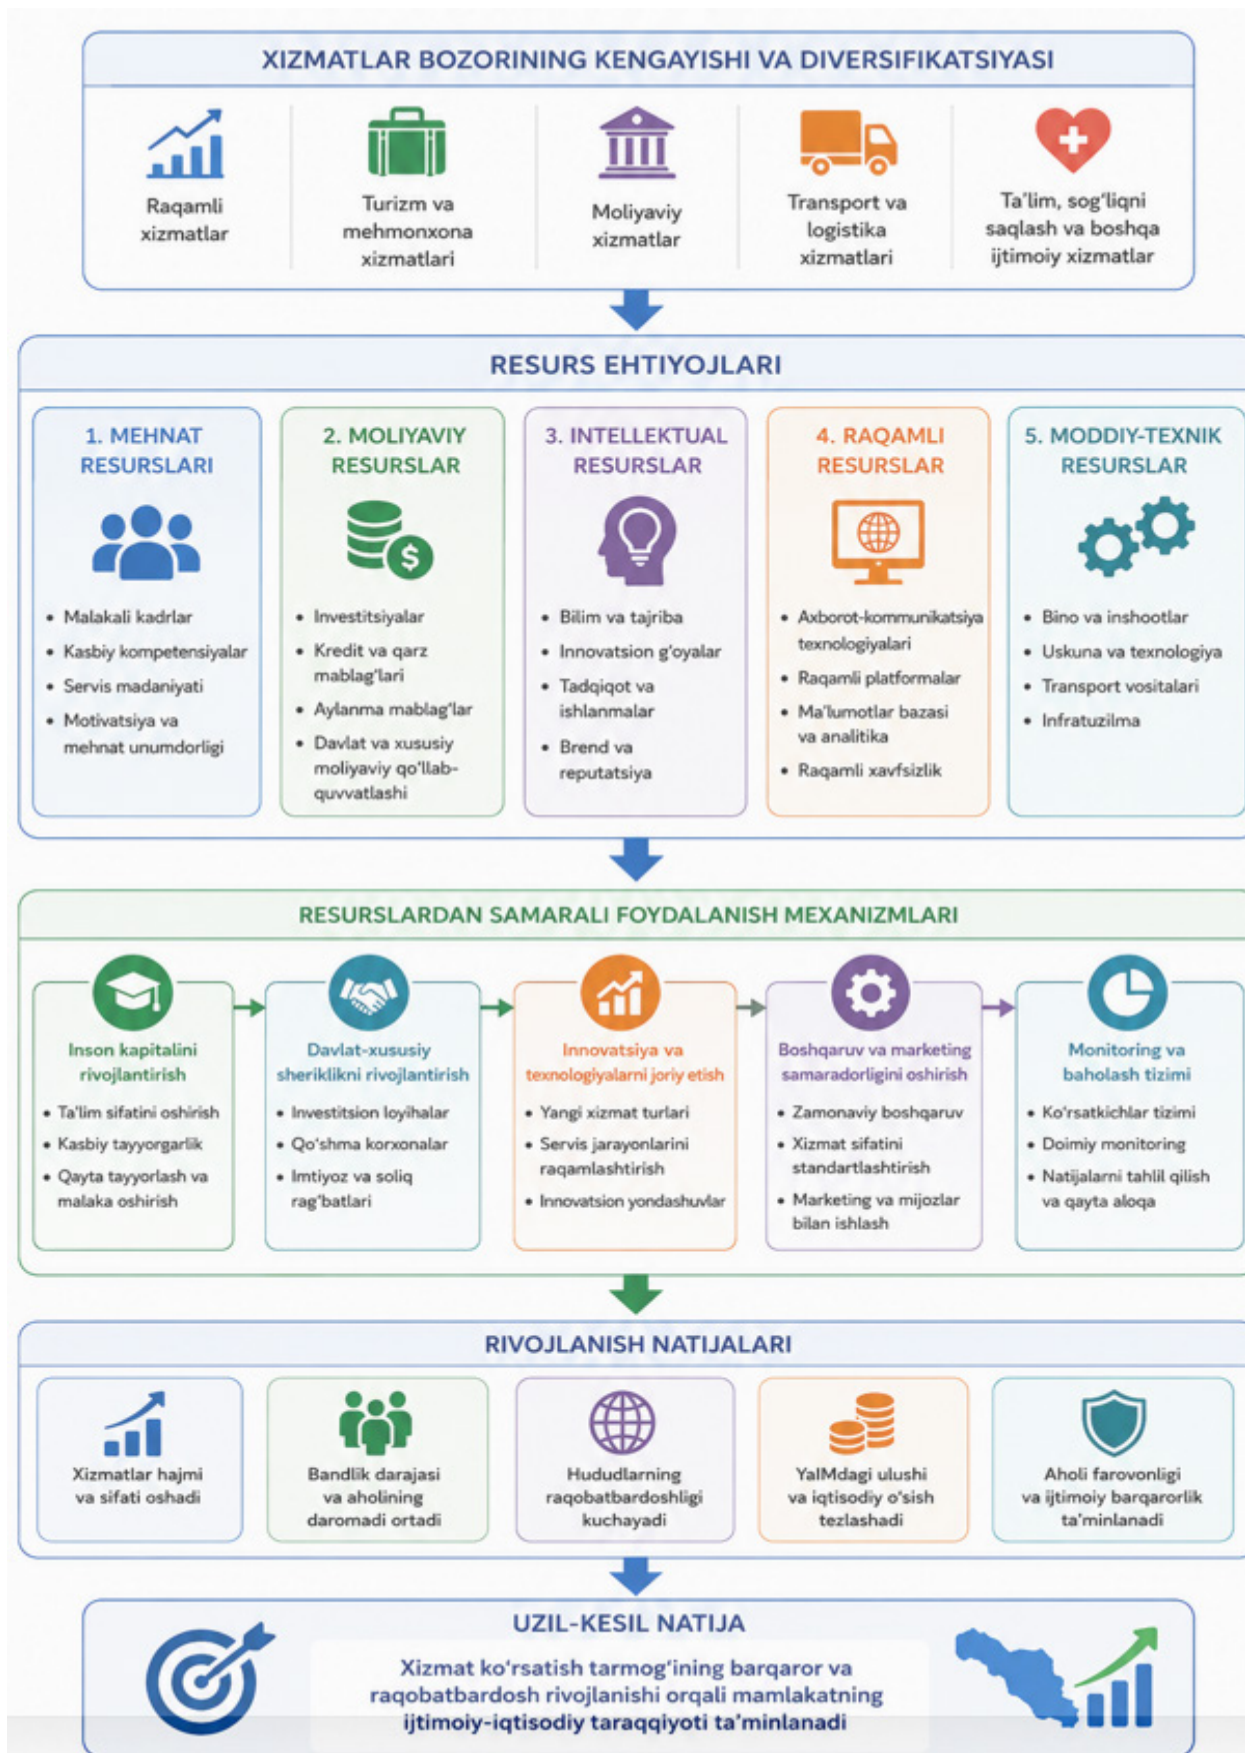 XIZMATLAR BOZORINING KENGAYISHI VA DIVERSIFIKATSIYASI
Raqamli
xizmatlar
Turizm va
mehmonxona
xizmatlari
Moliyaviy
xizmatlar
Transport va
logistika
xizmatlari
Ta'lim, sog'liqni
saqlash va boshqa
ijtimoiy xizmatlar
RESURS EHTIYOJLARI
1. MEHNAT
RESURSLARI
• Malakali kadrlar
• Kasbiy kompetensiyalar
• Servis madaniyati
• Motivatsiya va
mehnat unumdorligi
2. MOLIYAVIY
RESURSLAR
$
• Investitsiyalar
• Kredit va qarz
mablag'lari
• Aylanma mablag'lar
• Davlat va xususiy
moliyaviy qo'llab-
quvvatlashi
3. INTELLEKTUAL
RESURSLAR
• Bilim va tajriba
• Innovatsion g'oyalar
• Tadqiqot va
ishlanmalar
• Brend va
reputatsiya
4. RAQAMLI
RESURSLAR
• Axborot-kommunikatsiya
texnologiyalari
• Raqamli platformalar
• Ma'lumotlar bazasi
va analitika
• Raqamli xavfsizlik
5. MODDIY-TEXNIK
RESURSLAR
• Bino va inshootlar
• Uskuna va texnologiya
• Transport vositalari
• Infratuzilma
RESURSLARDAN SAMARALI FOYDALANISH MEXANIZMLARI
Inson kapitalini
rivojlantirish
• Ta'lim sifatini oshirish
• Kasbiy tayyorgarlik
• Qayta tayyorlash va
malaka oshirish
Davlat-xususiy
sheriklikni rivojlantirish
• Investitsion loyihalar
• Qo'shma korxonalar
• Imtiyoz va soliq
rag'batlari
Innovatsiya va
texnologiyalarni joriy etish
• Yangi xizmat turlari
• Servis jarayonlarini
raqamlashtirish
• Innovatsion yondashuvlar
Boshqaruv va marketing
samaradorligini oshirish
• Zamonaviy boshqaruv
• Xizmat sifatini
standartlashtirish
• Marketing va mijozlar
bilan ishlash
Monitoring va
baholash tizimi
• Ko'rsatkichlar tizimi
• Doimiy monitoring
• Natijalarni tahlil qilish
va qayta aloqa
RIVOJLANISH NATIJALARI
Xizmatlar hajmi
va sifati oshadi
Bandlik darajasi
va aholining
daromadi ortadi
Hududlarning
raqobatbardoshligi
kuchayadi
YaIMdagi ulushi
va iqtisodiy o'sish
tezlashadi
Aholi farovonligi
va ijtimoiy barqarorlik
ta'minlanadi
UZIL-KESIL NATIJA
Xizmat ko'rsatish tarmog'ining barqaror va
raqobatbardosh rivojlanishi orqali mamlakatning
ijtimoiy-iqtisodiy taraqqiyoti ta'minlanadi